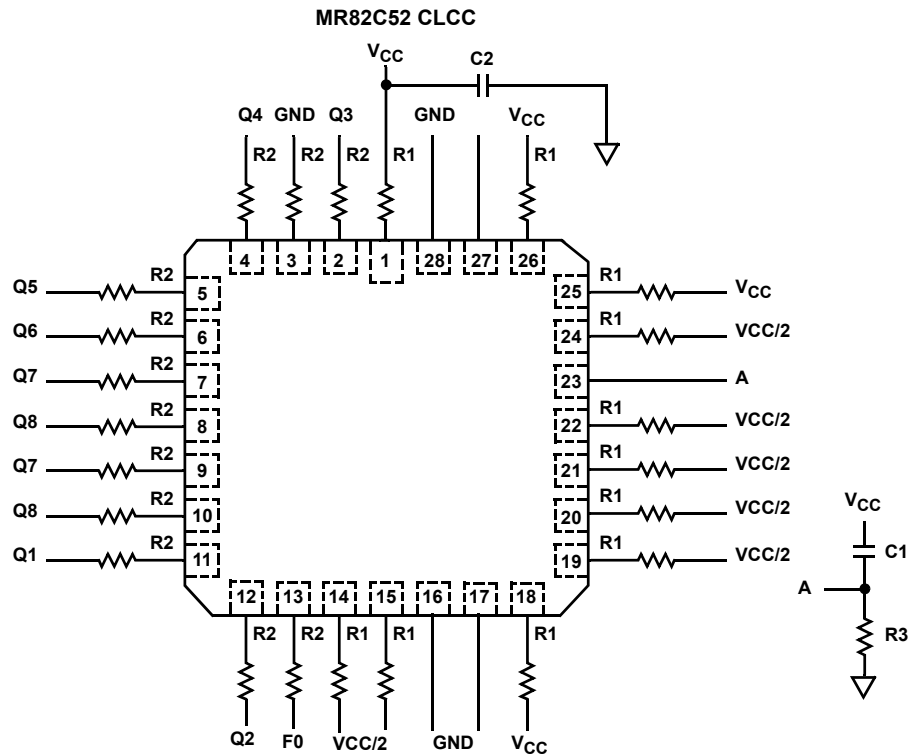 MR82C52 CLCC
VCC
C2
Q4 GND Q3 GND VCC
R2 R2 R2 R1 R1
4 3 2 1 28 27 26
Q5 R2 5 25 R1 VCC
Q6 R2 6 24 R1 VCC/2
Q7 R2 7 23 A
Q8 R2 8 22 R1 VCC/2
Q7 R2 9 21 R1 VCC/2
Q8 R2 10 20 R1 VCC/2
Q1 R2 11 19 R1 VCC/2
VCC
C1
A
R3
12 13 14 15 16 17 18
R2 R2 R1 R1 R1
Q2 F0 VCC/2 GND VCC